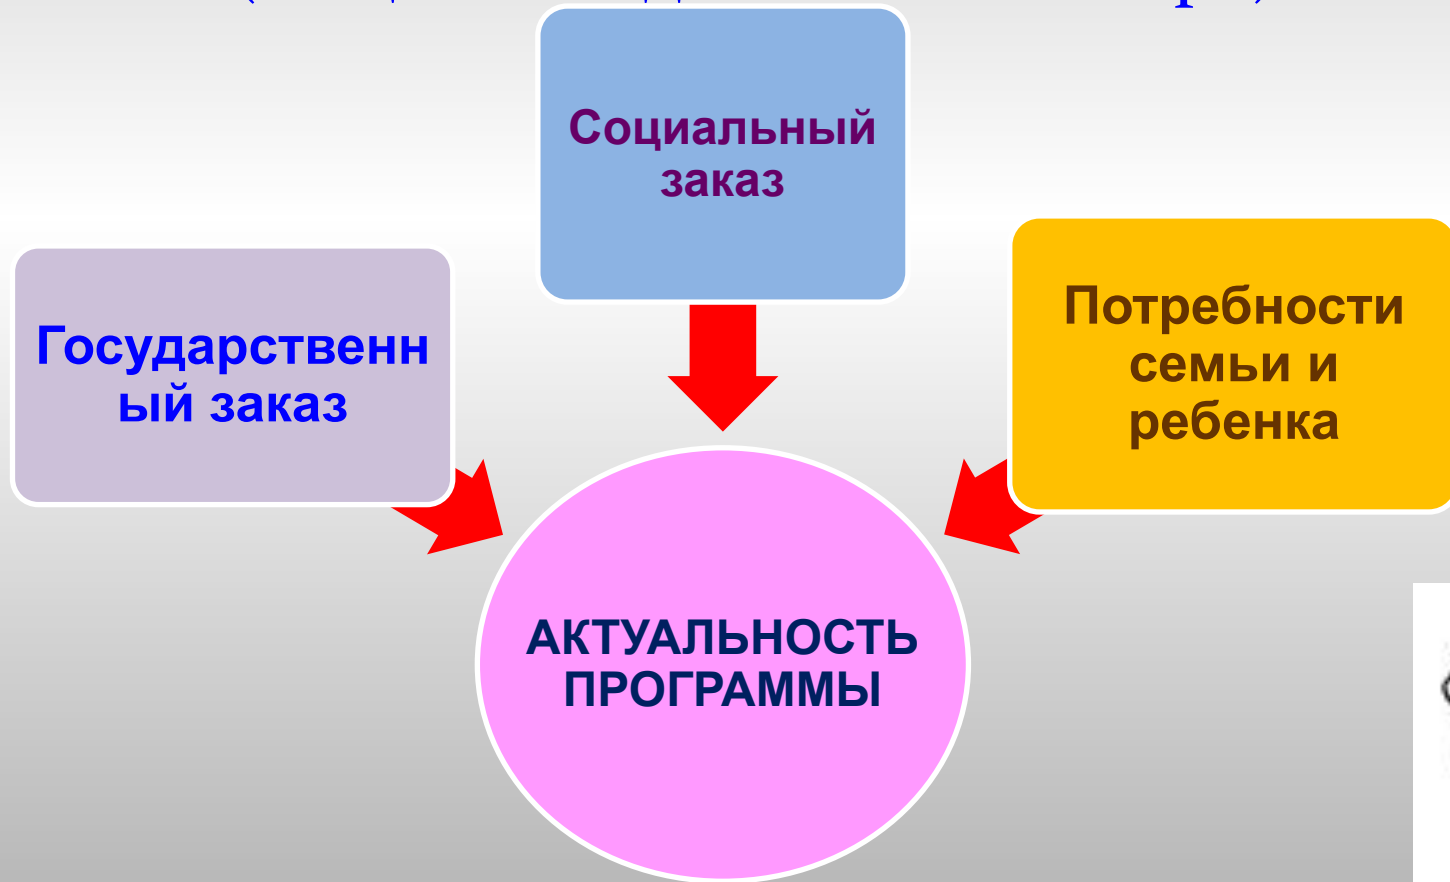 Социальный
заказ
Государственн
ый заказ
Потребности
семьи и
ребенка
АКТУАЛЬНОСТЬ
ПРОГРАММЫ